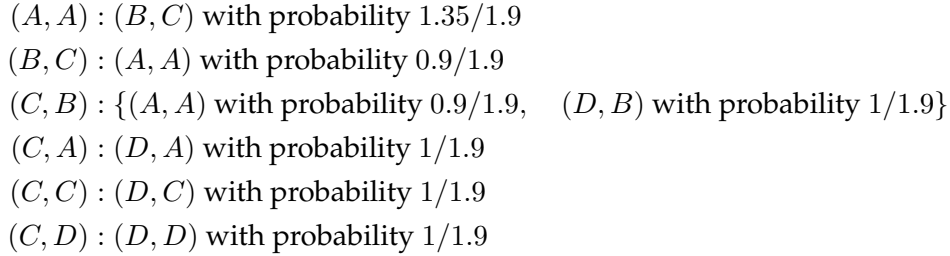 (A, A) : (B, C) with probability 1.35/1.9
(B, C) : (A, A) with probability 0.9/1.9
(C, B) : {(A, A) with probability 0.9/1.9, (D, B) with probability 1/1.9}
(C, A) : (D, A) with probability 1/1.9
(C, C) : (D, C) with probability 1/1.9
(C, D) : (D, D) with probability 1/1.9